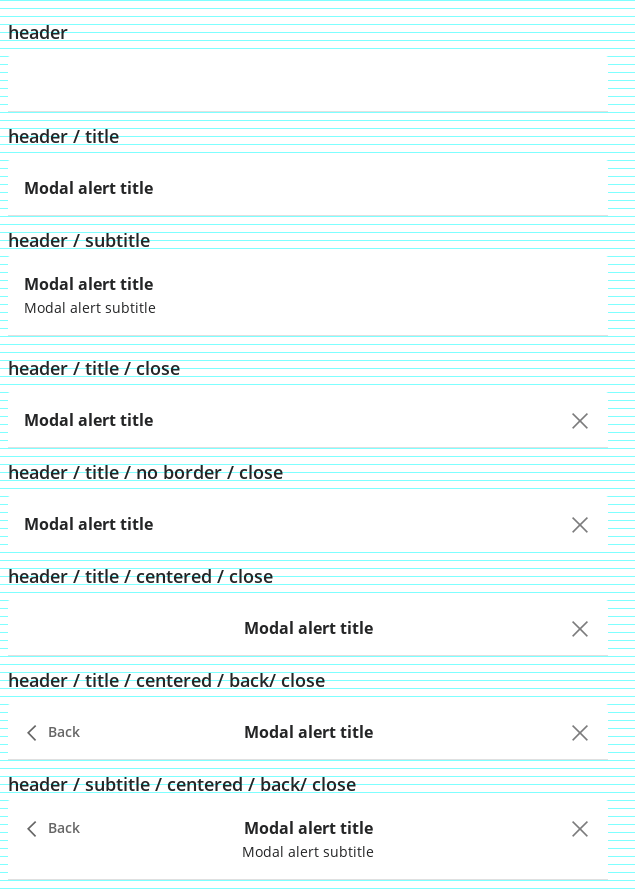 header
header / title
Modal alert title
header / subtitle
Modal alert title
Modal alert subtitle
header / title / close
Modal alert title
header / title / no border / close
Modal alert title
header / title / centered / close
Modal alert title
header / title / centered / back/ close
Back Modal alert title
header / subtitle / centered / back/ close
Back Modal alert title
Modal alert subtitle